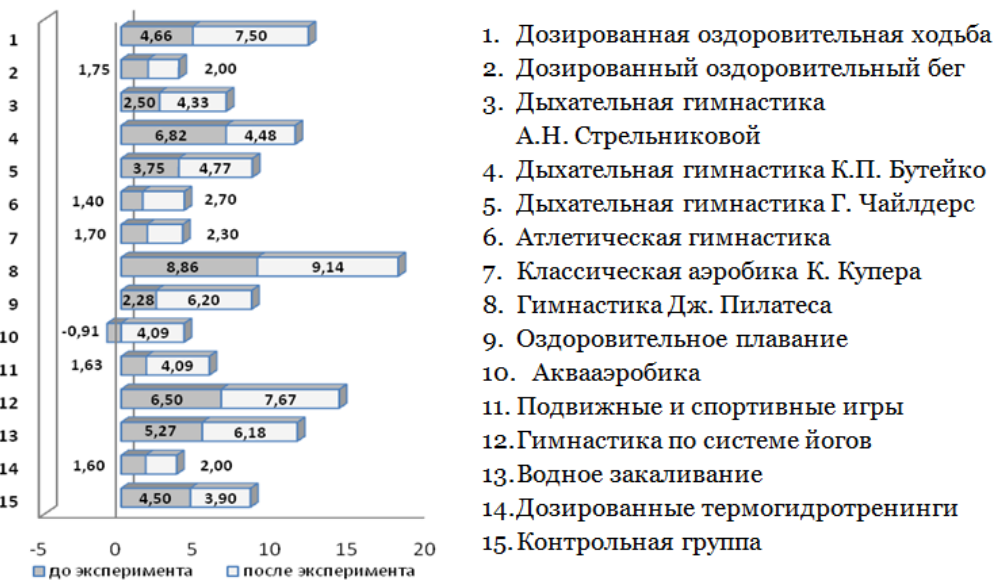 1 4,66 7,50
2 1,75 2,00
3 2,50 4,33
4 6,82 4,48
5 3,75 4,77
6 1,40 2,70
7 1,70 2,30
8 8,86 9,14
9 2,28 6,20
10 -0,91 4,09
11 1,63 4,09
12 6,50 7,67
13 5,27 6,18
14 1,60 2,00
15 4,50 3,90
-5 0 5 10 15 20
до эксперимента после эксперимента
1. Дозированная оздоровительная ходьба
2. Дозированный оздоровительный бег
3. Дыхательная гимнастика
А.Н. Стрельниковой
4. Дыхательная гимнастика К.П. Бутейко
5. Дыхательная гимнастика Г. Чайлдерс
6. Атлетическая гимнастика
7. Классическая аэробика К. Купера
8. Гимнастика Дж. Пилатеса
9. Оздоровительное плавание
10. Аквааэробика
11. Подвижные и спортивные игры
12. Гимнастика по системе йогов
13. Водное закаливание
14. Дозированные термогидротренинги
15. Контрольная группа